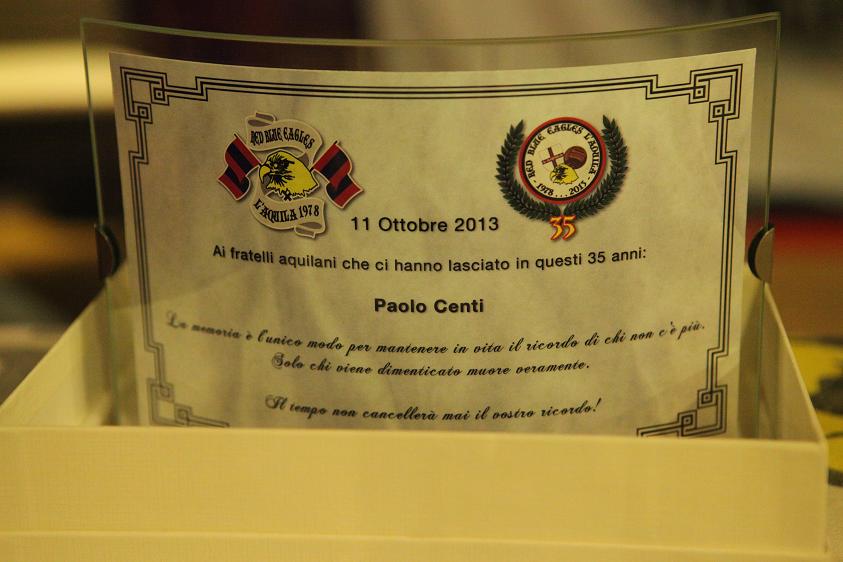 RED BLUE EAGLES
L'AQUILA 1978
RED BLUE EAGLES L'AQUILA
- 1978 . . . 2013 -
35
11 Ottobre 2013
Ai fratelli aquilani che ci hanno lasciato in questi 35 anni:
Paolo Centi
La memoria è l'unico modo per mantenere in vita il ricordo di chi non c'è più.
Solo chi viene dimenticato muore veramente.
Il tempo non cancellerà mai il vostro ricordo!